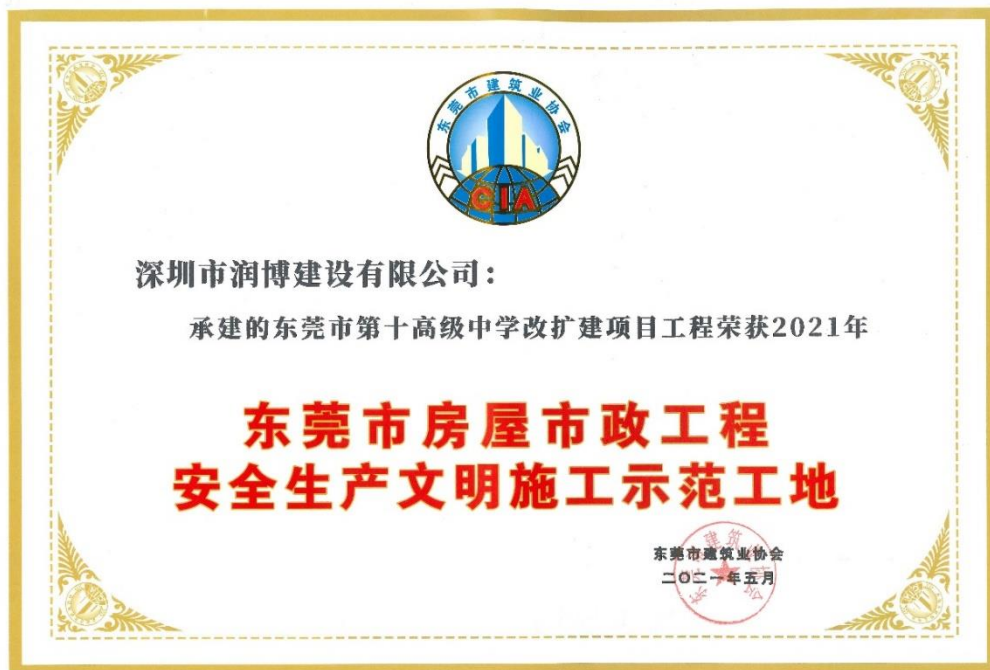 东莞市建筑业协会
CIA
深圳市润博建设有限公司：
承建的东莞市第十高级中学改扩建项目工程荣获2021年
东莞市房屋市政工程
安全生产文明施工示范工地
东莞市建筑业协会
二〇二一年五月